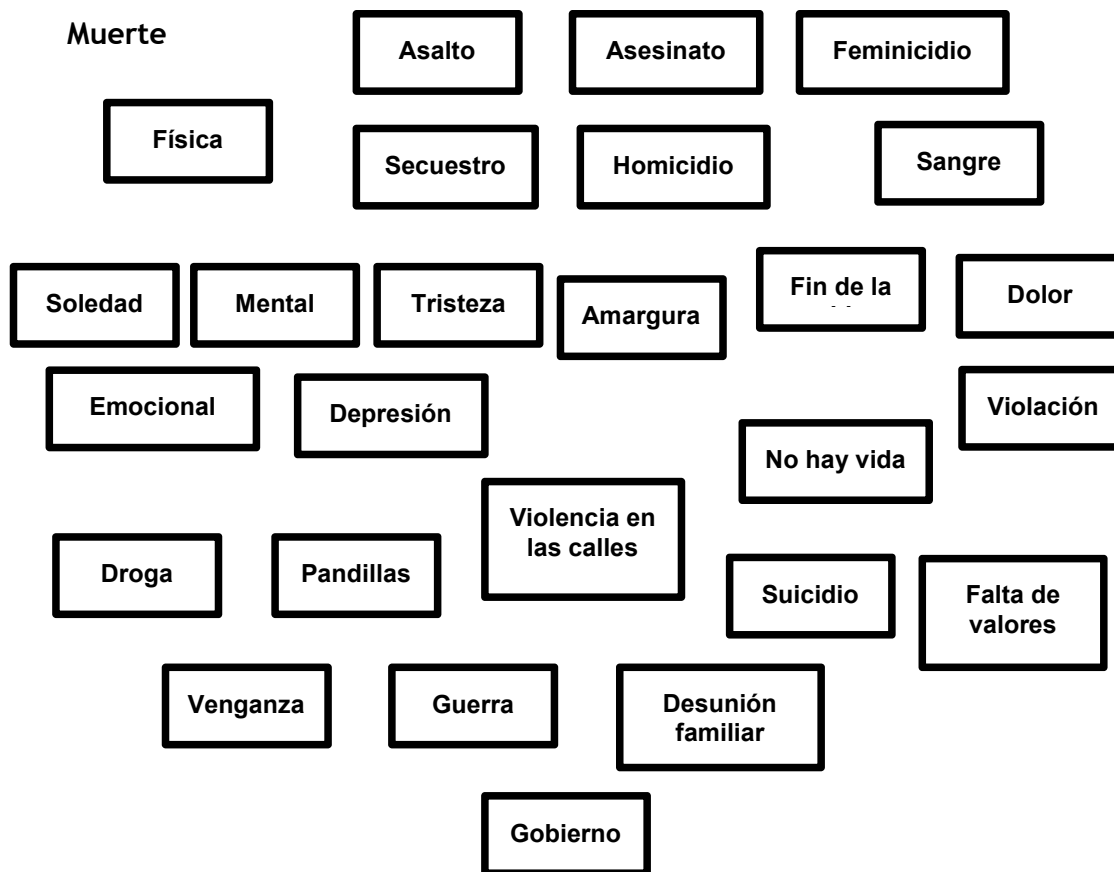 Muerte
Asalto
Asesinato
Feminicidio
Física
Secuestro
Homicidio
Sangre
Soledad
Mental
Tristeza
Amargura
Fin de la
Dolor
Emocional
Depresión
Violación
No hay vida
Violencia en
las calles
Droga
Pandillas
Suicidio
Falta de
valores
Venganza
Guerra
Desunión
familiar
Gobierno